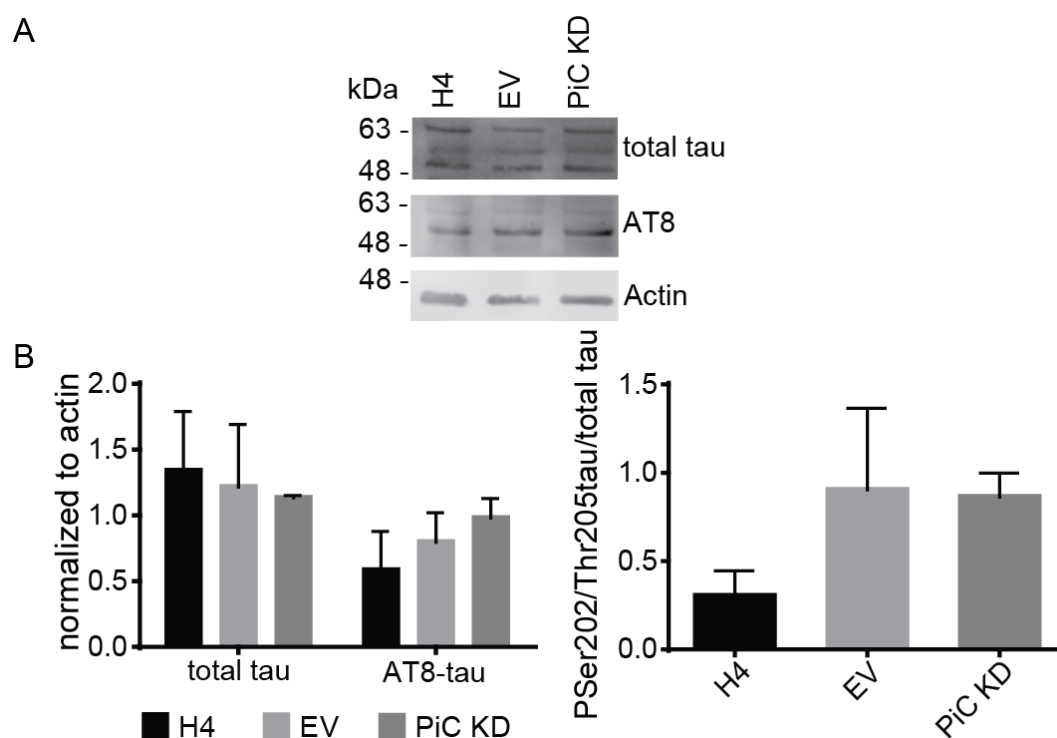 A
kDa H4 EV PiC KD
63 - total tau
48 -
63 - AT8
48 -
48 - Actin
B
normalized to actin
2.0
1.5
1.0
0.5
0.0
total tau AT8-tau
H4 EV PiC KD
PSer202/Thr205tau/total tau
1.5
1.0
0.5
0.0
H4 EV PiC KD